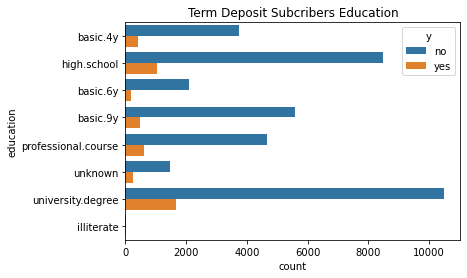 Term Deposit Subcribers Education
y
no
yes
education
basic.4y
high.school
basic.6y
basic.9y
professional.course
unknown
university.degree
illiterate
0 2000 4000 6000 8000 10000
count